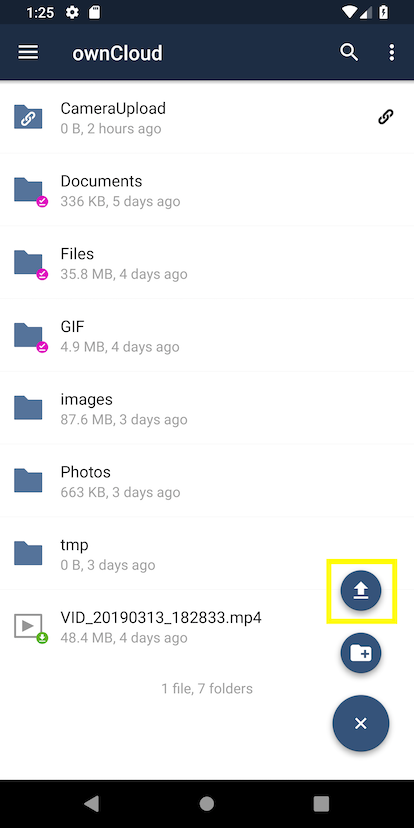 1:25
ownCloud
CameraUpload
0 B, 2 hours ago
Documents
336 KB, 5 days ago
Files
35.8 MB, 4 days ago
GIF
4.9 MB, 4 days ago
images
87.6 MB, 3 days ago
Photos
663 KB, 3 days ago
tmp
0 B, 3 days ago
VID_20190313_182833.mp4
48.4 MB, 4 days ago
1 file, 7 folders